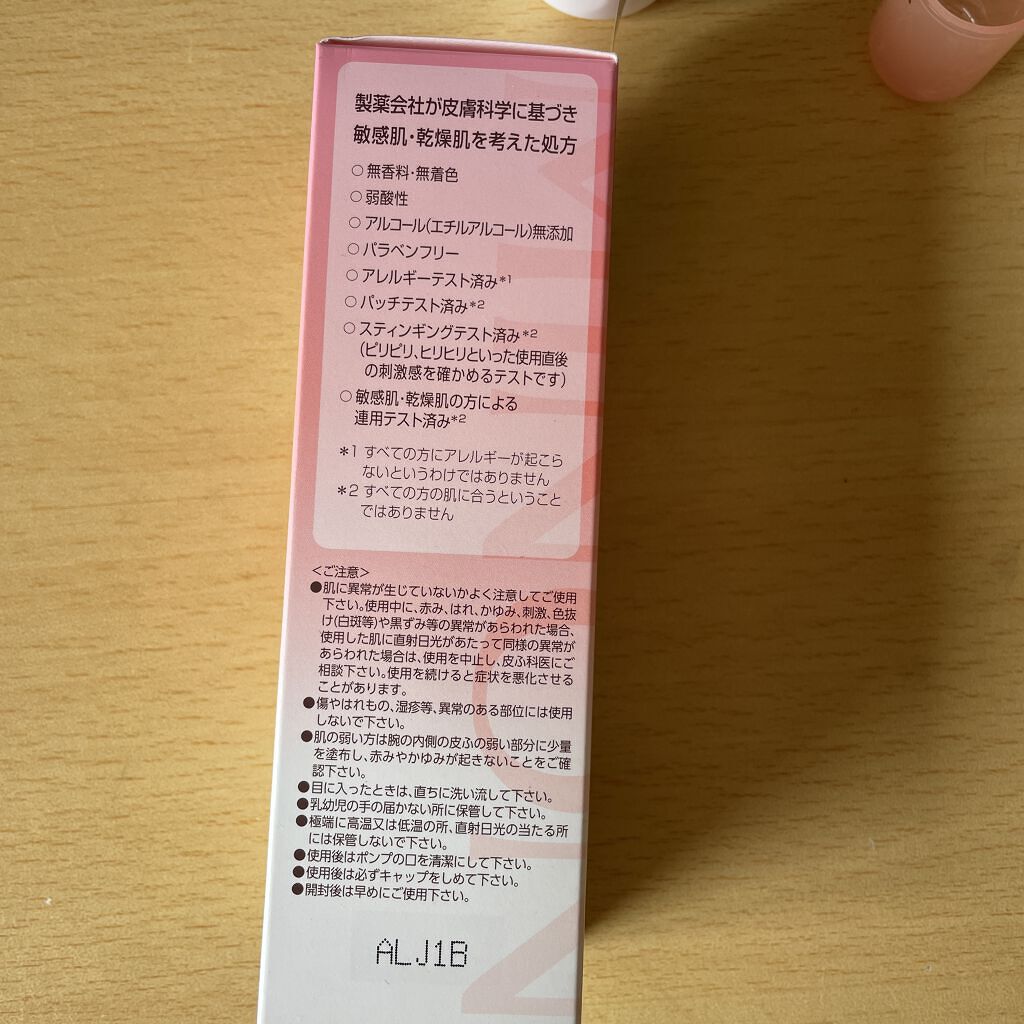 製薬会社が皮膚科学に基づき
敏感肌・乾燥肌を考えた処方
○無香料・無着色
○弱酸性
○アルコール(エチルアルコール)無添加
○パラベンフリー
○アレルギーテスト済み*1
○パッチテスト済み*2
○スティンギングテスト済み*2
(ピリピリ、ヒリヒリといった使用直後
の刺激感を確かめるテストです)
○敏感肌・乾燥肌の方による
連用テスト済み*2
*1 すべての方にアレルギーが起こら
ないというわけではありません
*2 すべての方の肌に合うということ
ではありません
<ご注意>
●肌に異常が生じていないかよく注意してご使用
下さい。使用中に、赤み、はれ、かゆみ、刺激、色抜
け(白斑等)や黒ずみ等の異常があらわれた場合、
使用した肌に直射日光があたって同様の異常が
あらわれた場合は、使用を中止し、皮ふ科医にご
相談下さい。使用を続けると症状を悪化させる
ことがあります。
●傷やはれもの、湿疹等、異常のある部位には使用
しないで下さい。
●肌の弱い方は腕の内側の皮ふの弱い部分に少量
を塗布し、赤みやかゆみが起きないことをご確
認下さい。
●目に入ったときは、直ちに洗い流して下さい。
●乳幼児の手の届かない所に保管して下さい。
●極端に高温又は低温の所、直射日光の当たる所
には保管しないで下さい。
●使用後はポンプの口を清潔にして下さい。
●使用後は必ずキャップをしめて下さい。
●開封後は早めにご使用下さい。
ALJ1B